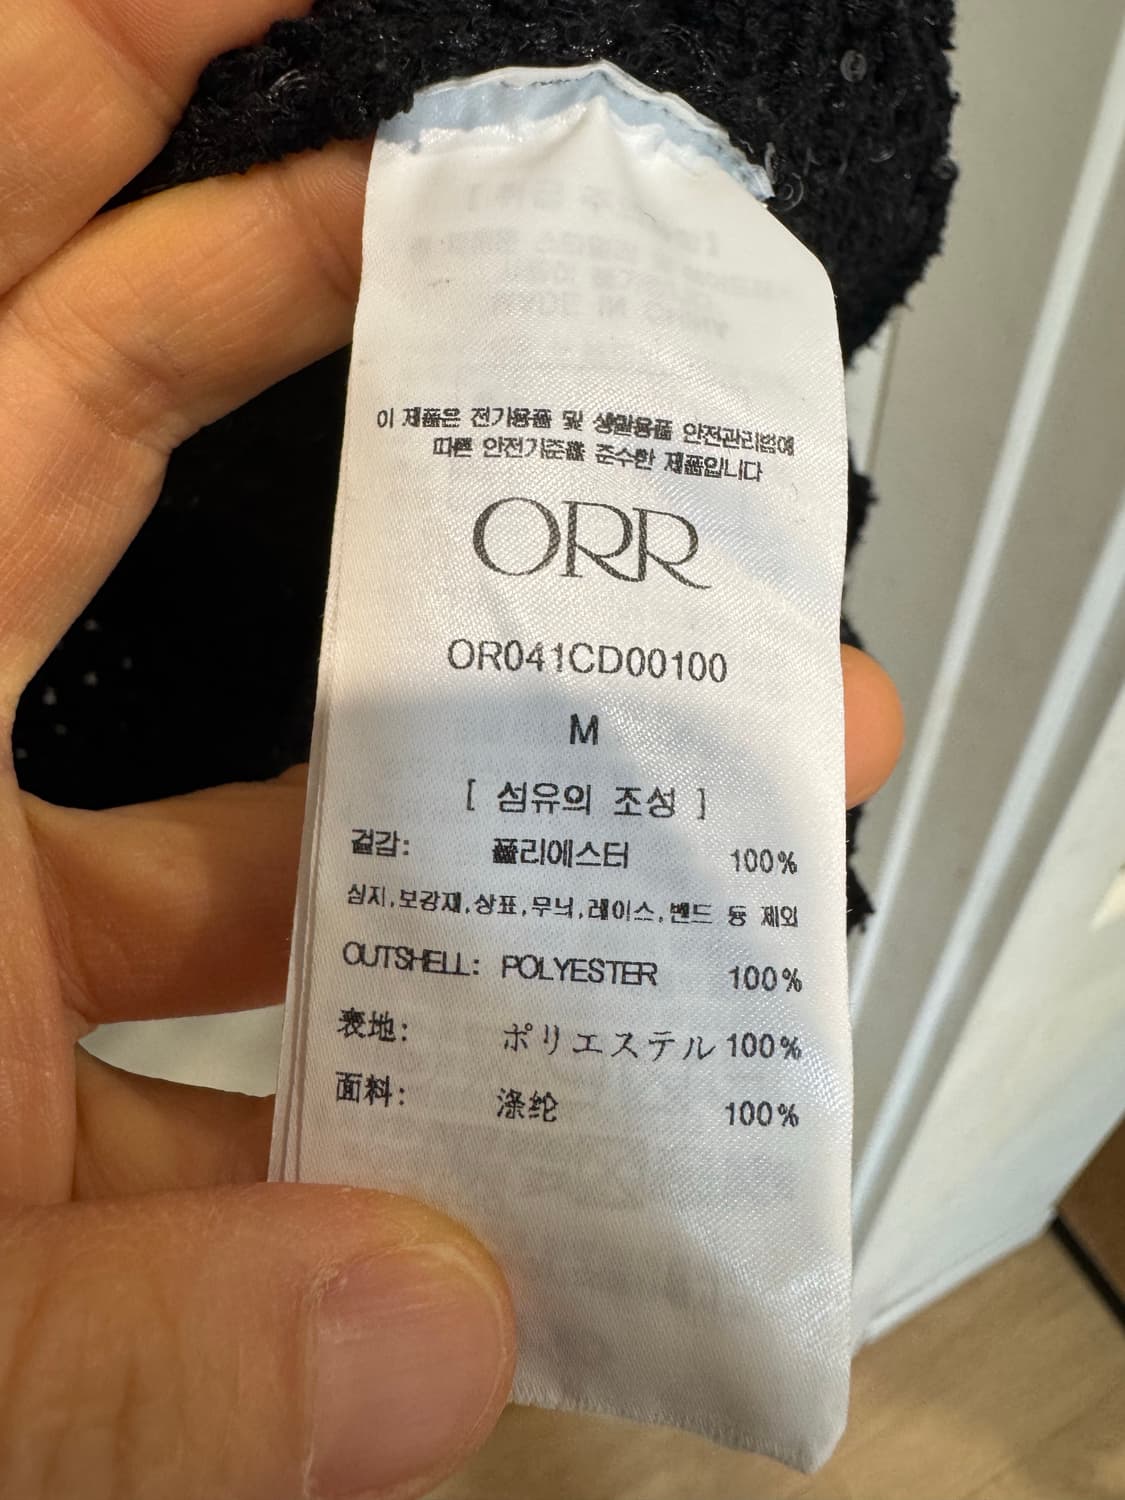 이 제품은 전기용품 및 생활용품 안전관리법에
따른 안전기준을 준수한 제품입니다
ORR
OR041CD00100
M
[ 섬유의 조성 ]
겉감: 폴리에스터 100%
심지,보강재,상표,무늬,레이스,밴드 등 제외
OUTSHELL: POLYESTER 100%
表地: ポリエステル 100%
面料: 涤纶 100%